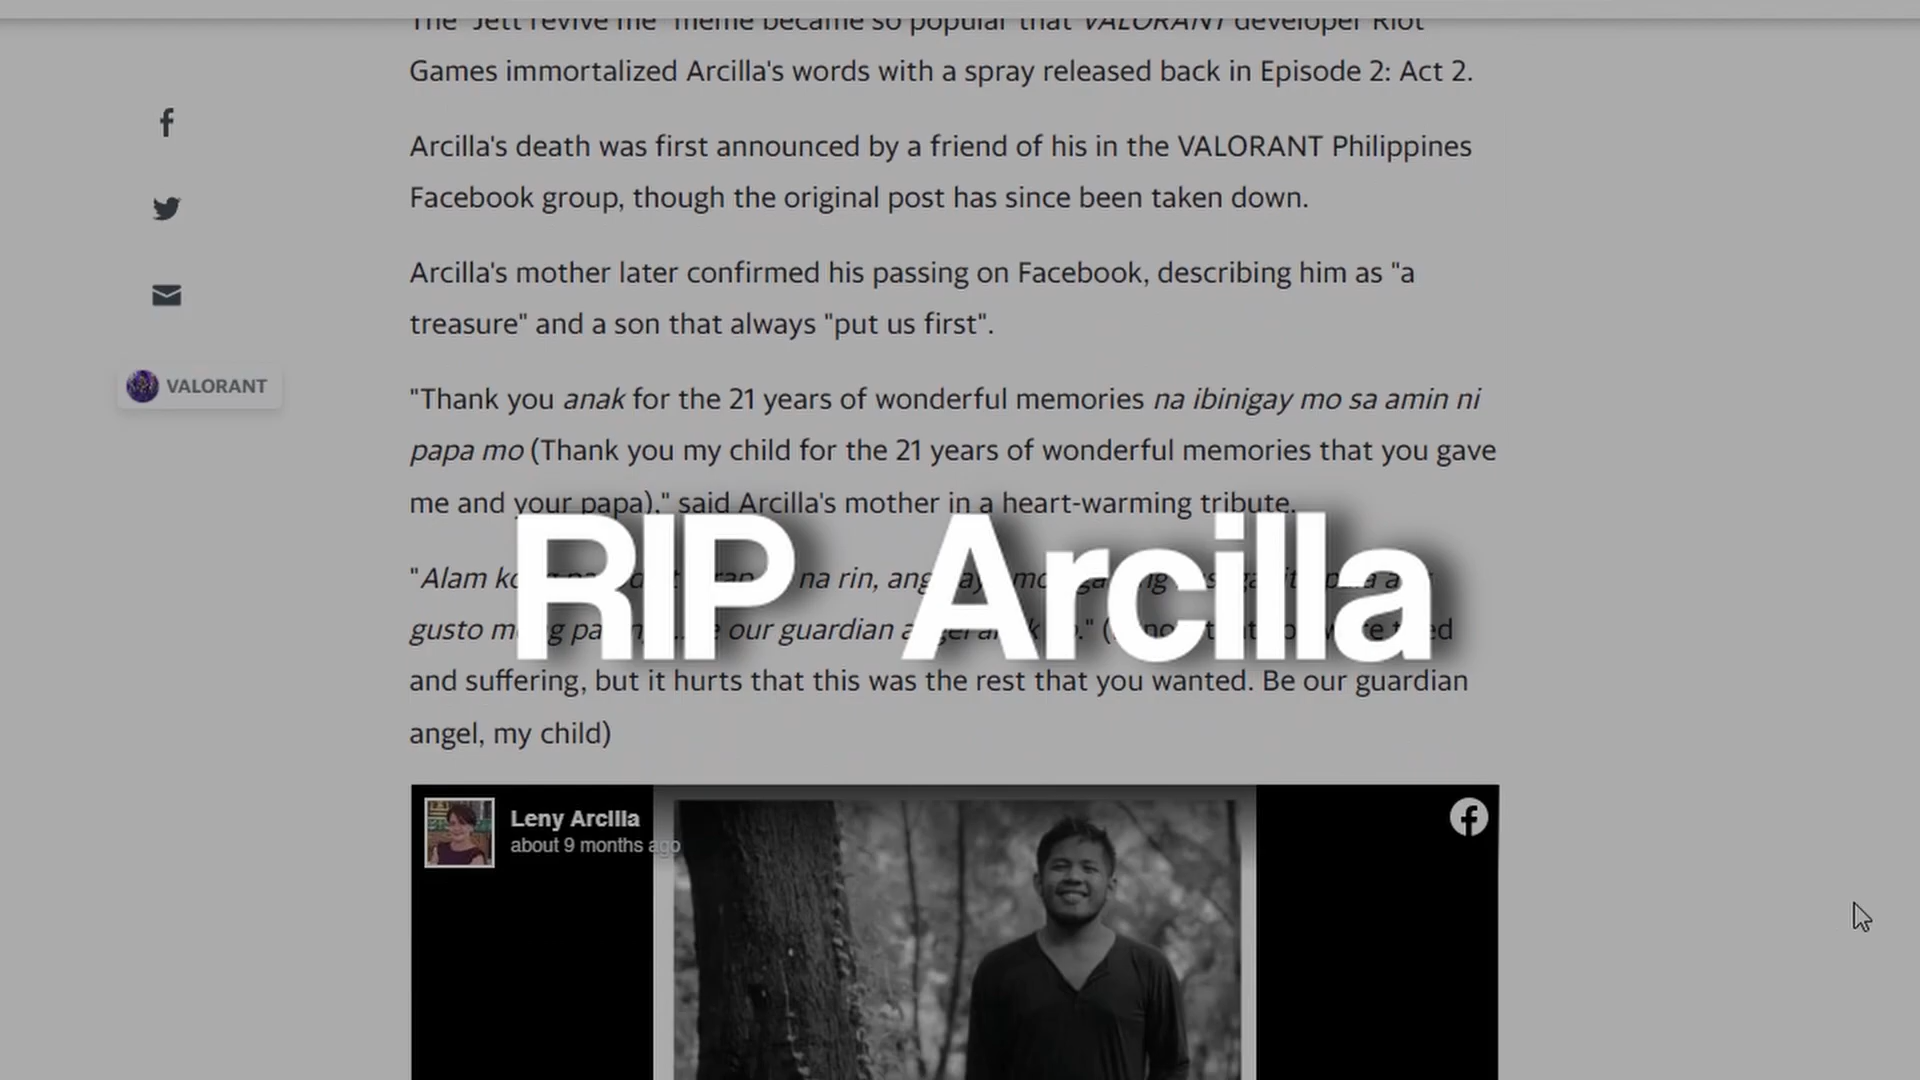 The "Jett revive me" meme became so popular that VALORANT developer Riot
Games immortalized Arcilla's words with a spray released back in Episode 2: Act 2.
Arcilla's death was first announced by a friend of his in the VALORANT Philippines
Facebook group, though the original post has since been taken down.
Arcilla's mother later confirmed his passing on Facebook, describing him as "a
treasure" and a son that always "put us first".
VALORANT
"Thank you anak for the 21 years of wonderful memories na ibinigay mo sa amin ni
papa mo (Thank you my child for the 21 years of wonderful memories that you gave
me and your papa)," said Arcilla's mother in a heart-warming tribute.
RIP Arcilla
"Alam na rin,
gusto our guardian
and suffering, but it hurts that this was the rest that you wanted. Be our guardian
angel, my child)
Leny Arcilla
about 9 months ago